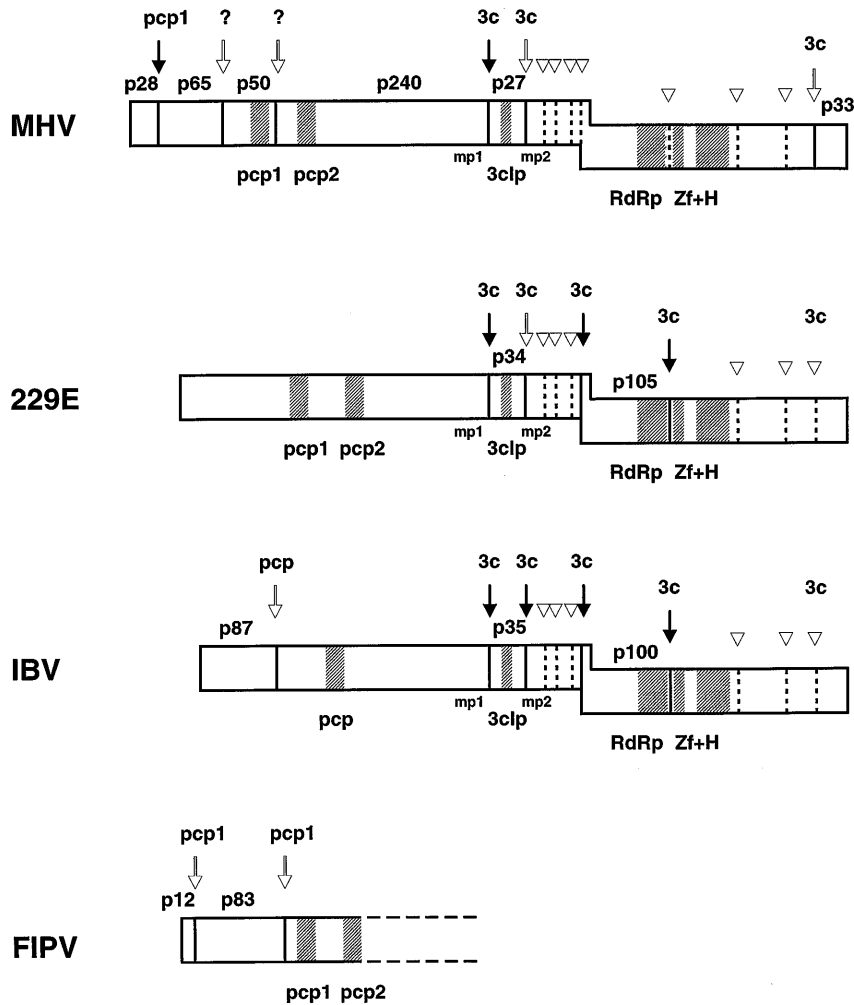 pcp1 ? ? 3c 3c 3c
p28 p65 p50 p240 p27 p33
MHV
mp1 mp2
pcp1 pcp2 3clp
RdRp Zf+H
3c 3c 3c 3c 3c
p34 p105
229E
mp1 mp2
pcp1 pcp2 3clp
RdRp Zf+H
pcp 3c 3c 3c 3c 3c
p87 p35 p100
IBV
mp1 mp2
pcp 3clp
RdRp Zf+H
pcp1 pcp1
p12 p83
FIPV
pcp1 pcp2